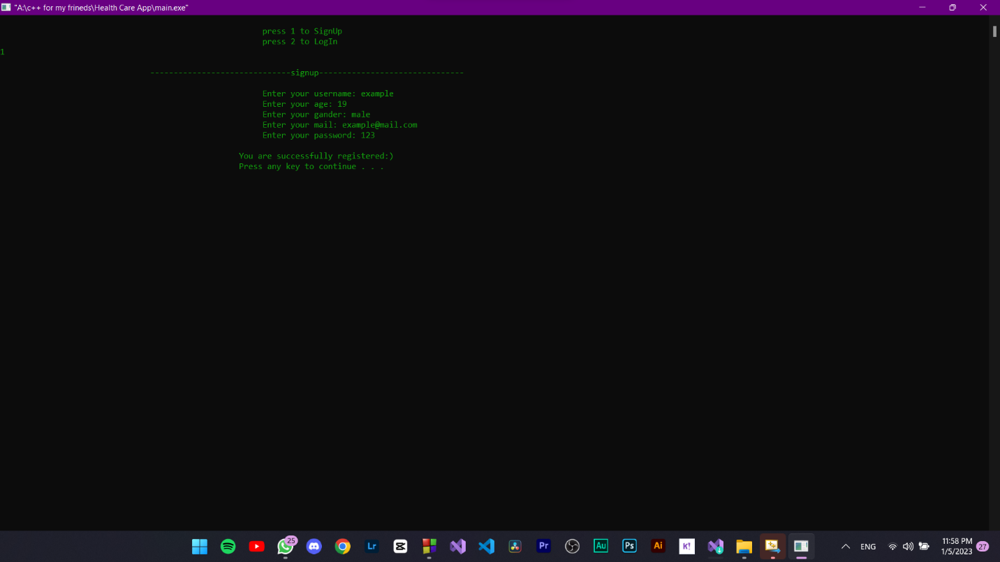 "A:\c++ for my frineds\Health Care App\main.exe"
press 1 to SignUp
press 2 to LogIn
1
------------------------------signup-------------------------------
Enter your username: example
Enter your age: 19
Enter your gander: male
Enter your mail: example@mail.com
Enter your password: 123
You are successfully registered:)
Press any key to continue . . .
25
Lr
Pr
Au
Ps
Ai
K!
ENG
11:58 PM
1/5/2023
27